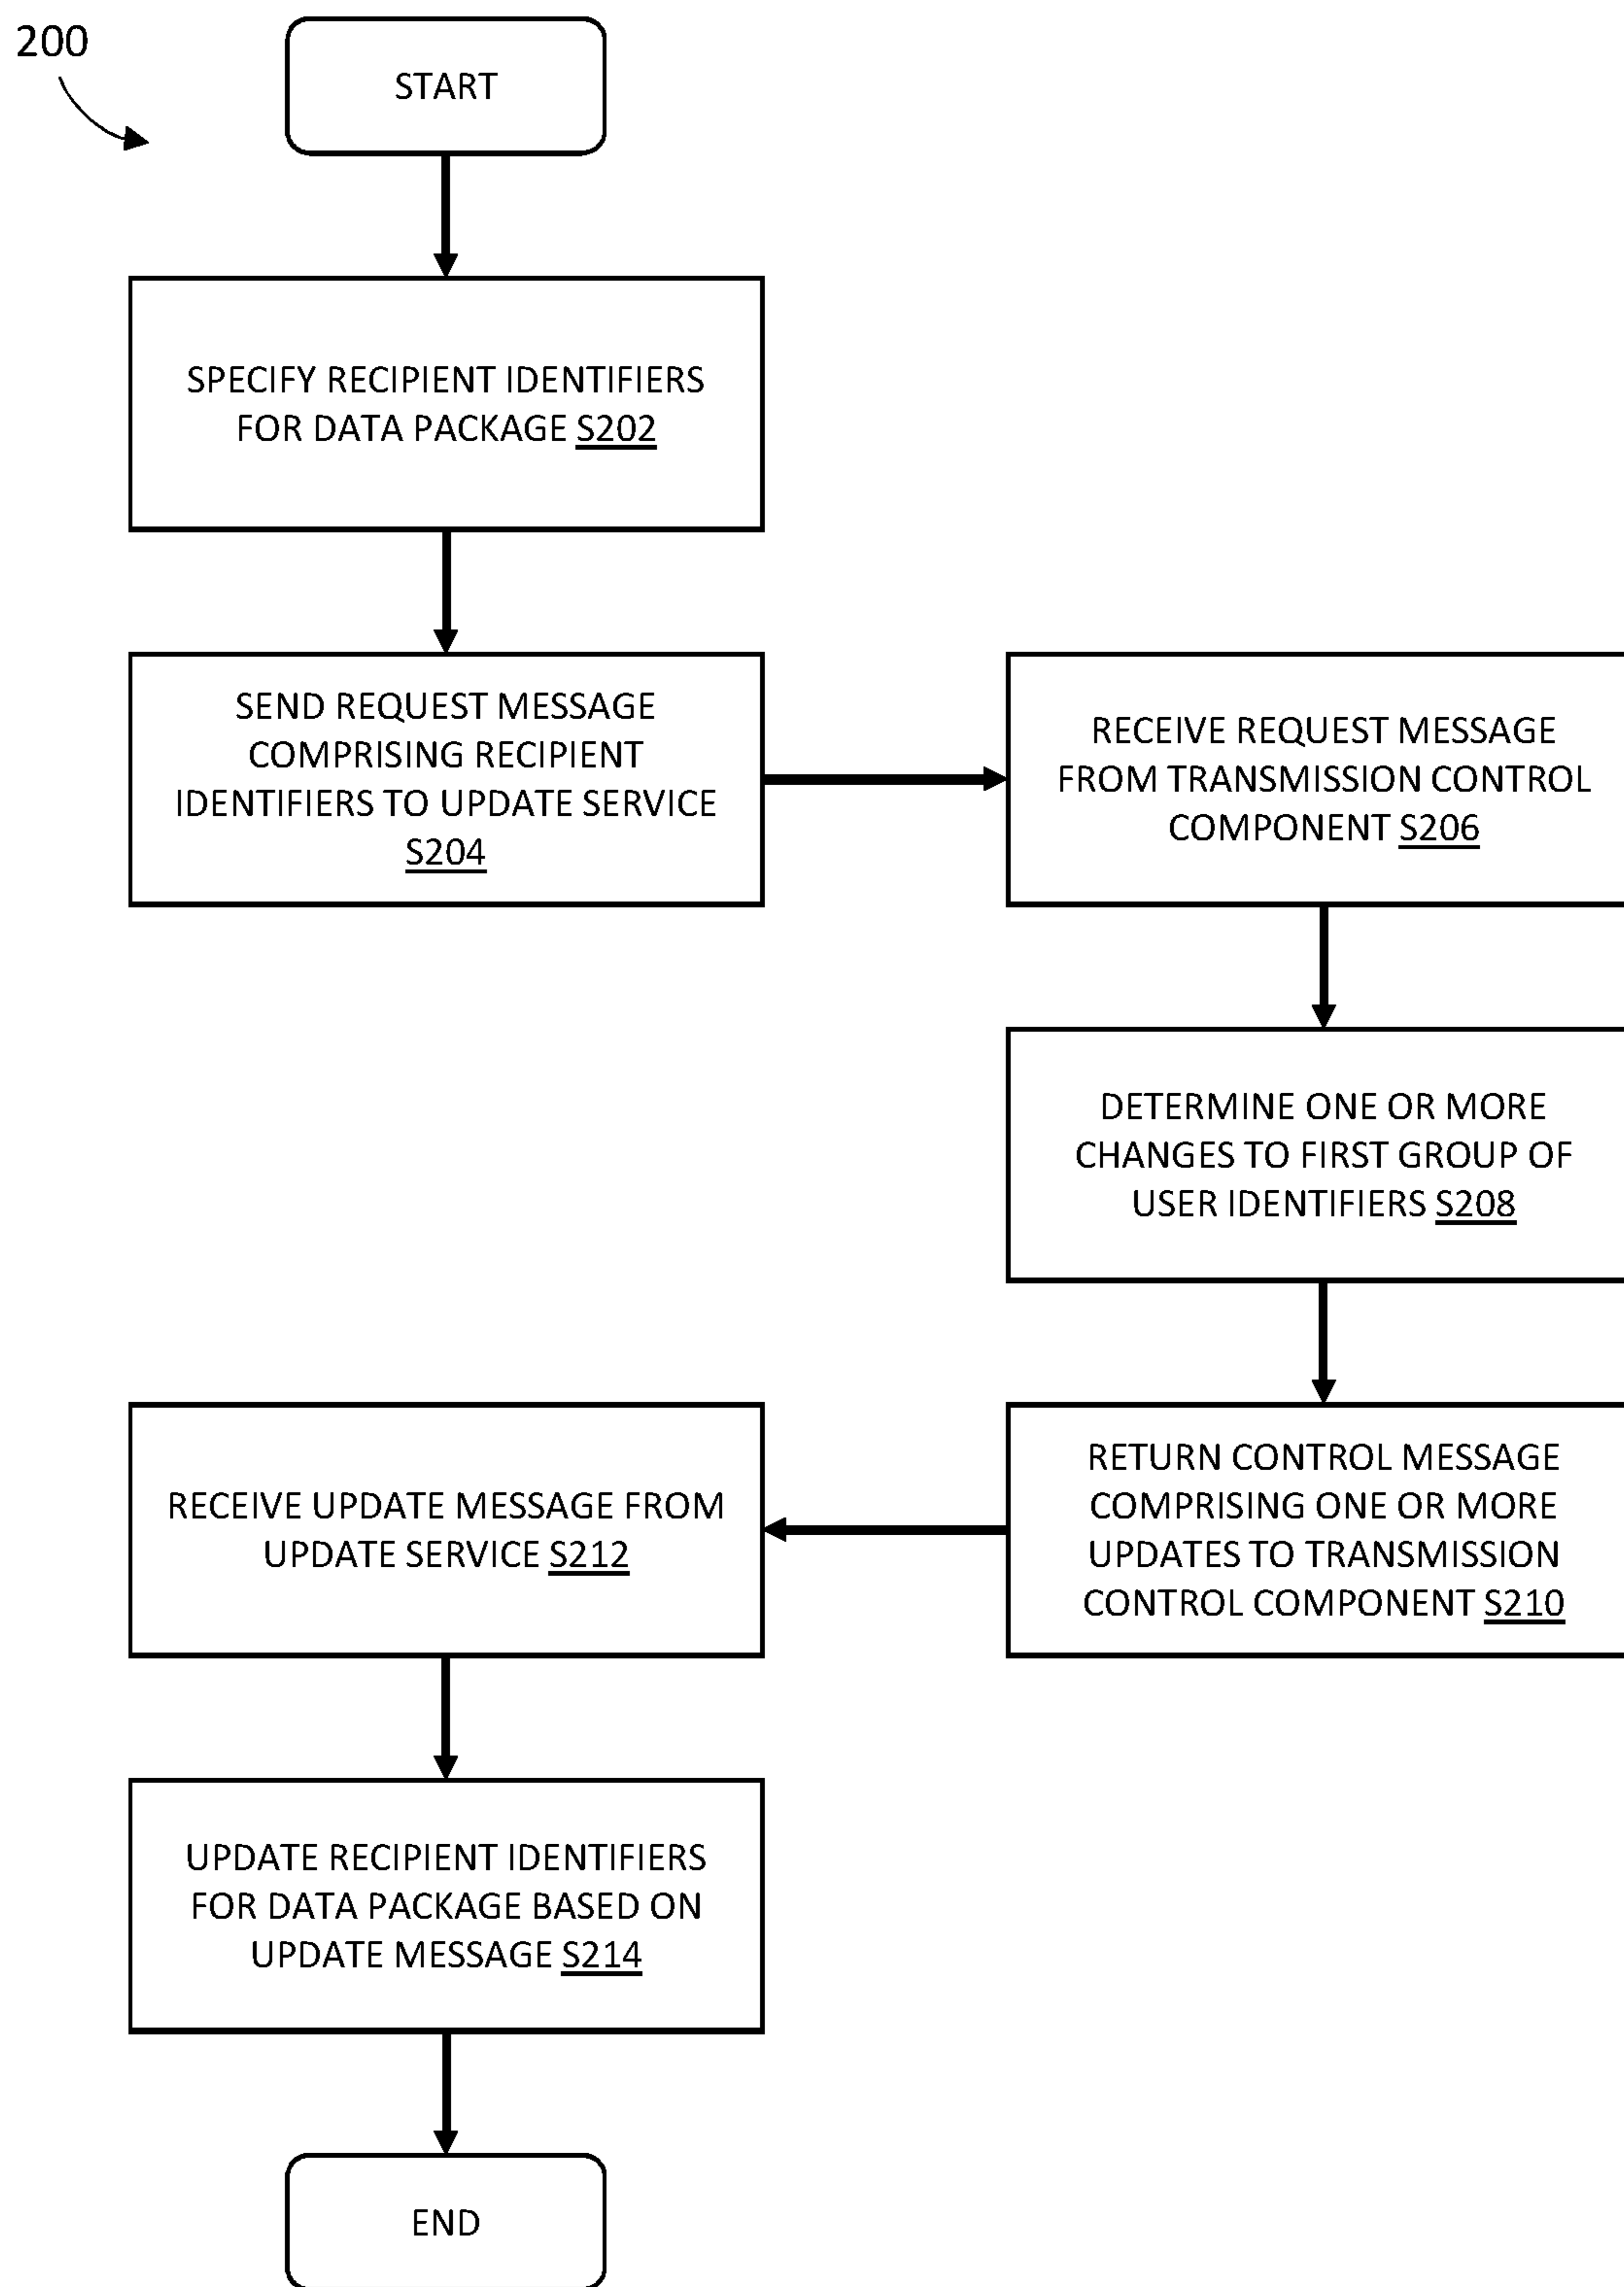 200
START
SPECIFY RECIPIENT IDENTIFIERS
FOR DATA PACKAGE S202
SEND REQUEST MESSAGE
COMPRISING RECIPIENT
IDENTIFIERS TO UPDATE SERVICE
S204
RECEIVE REQUEST MESSAGE
FROM TRANSMISSION CONTROL
COMPONENT S206
DETERMINE ONE OR MORE
CHANGES TO FIRST GROUP OF
USER IDENTIFIERS S208
RETURN CONTROL MESSAGE
COMPRISING ONE OR MORE
UPDATES TO TRANSMISSION
CONTROL COMPONENT S210
RECEIVE UPDATE MESSAGE FROM
UPDATE SERVICE S212
UPDATE RECIPIENT IDENTIFIERS
FOR DATA PACKAGE BASED ON
UPDATE MESSAGE S214
END